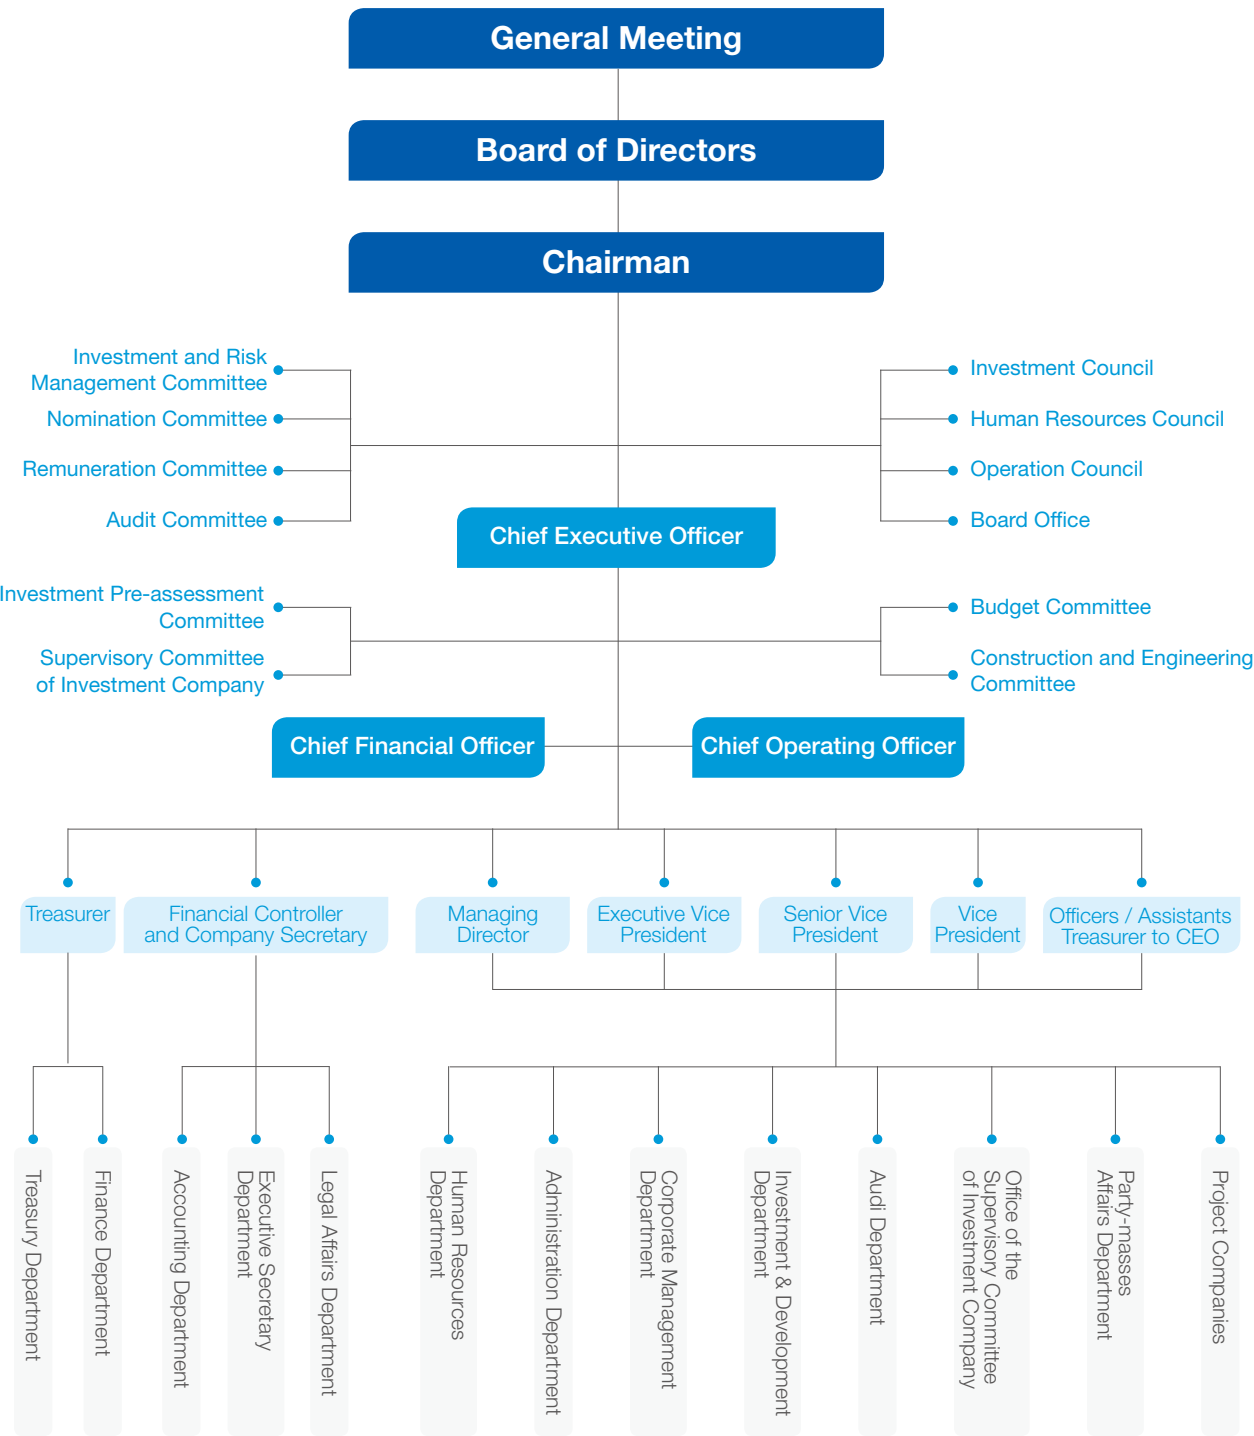 General Meeting
Board of Directors
Chairman
Investment and Risk
Management Committee
Nomination Committee
Remuneration Committee
Audit Committee
Investment Council
Human Resources Council
Operation Council
Board Office
Chief Executive Officer
Investment Pre-assessment
Committee
Supervisory Committee
of Investment Company
Budget Committee
Construction and Engineering
Committee
Chief Financial Officer
Chief Operating Officer
Treasurer
Financial Controller
and Company Secretary
Managing
Director
Executive Vice
President
Senior Vice
President
Vice
President
Officers / Assistants
Treasurer to CEO
Treasury Department
Finance Department
Accounting Department
Executive Secretary
Department
Legal Affairs Department
Human Resources
Department
Administration Department
Corporate Management
Department
Investment & Development
Department
Audi Department
Office of the
Supervisory Committee
of Investment Company
Party-masses
Affairs Department
Project Companies